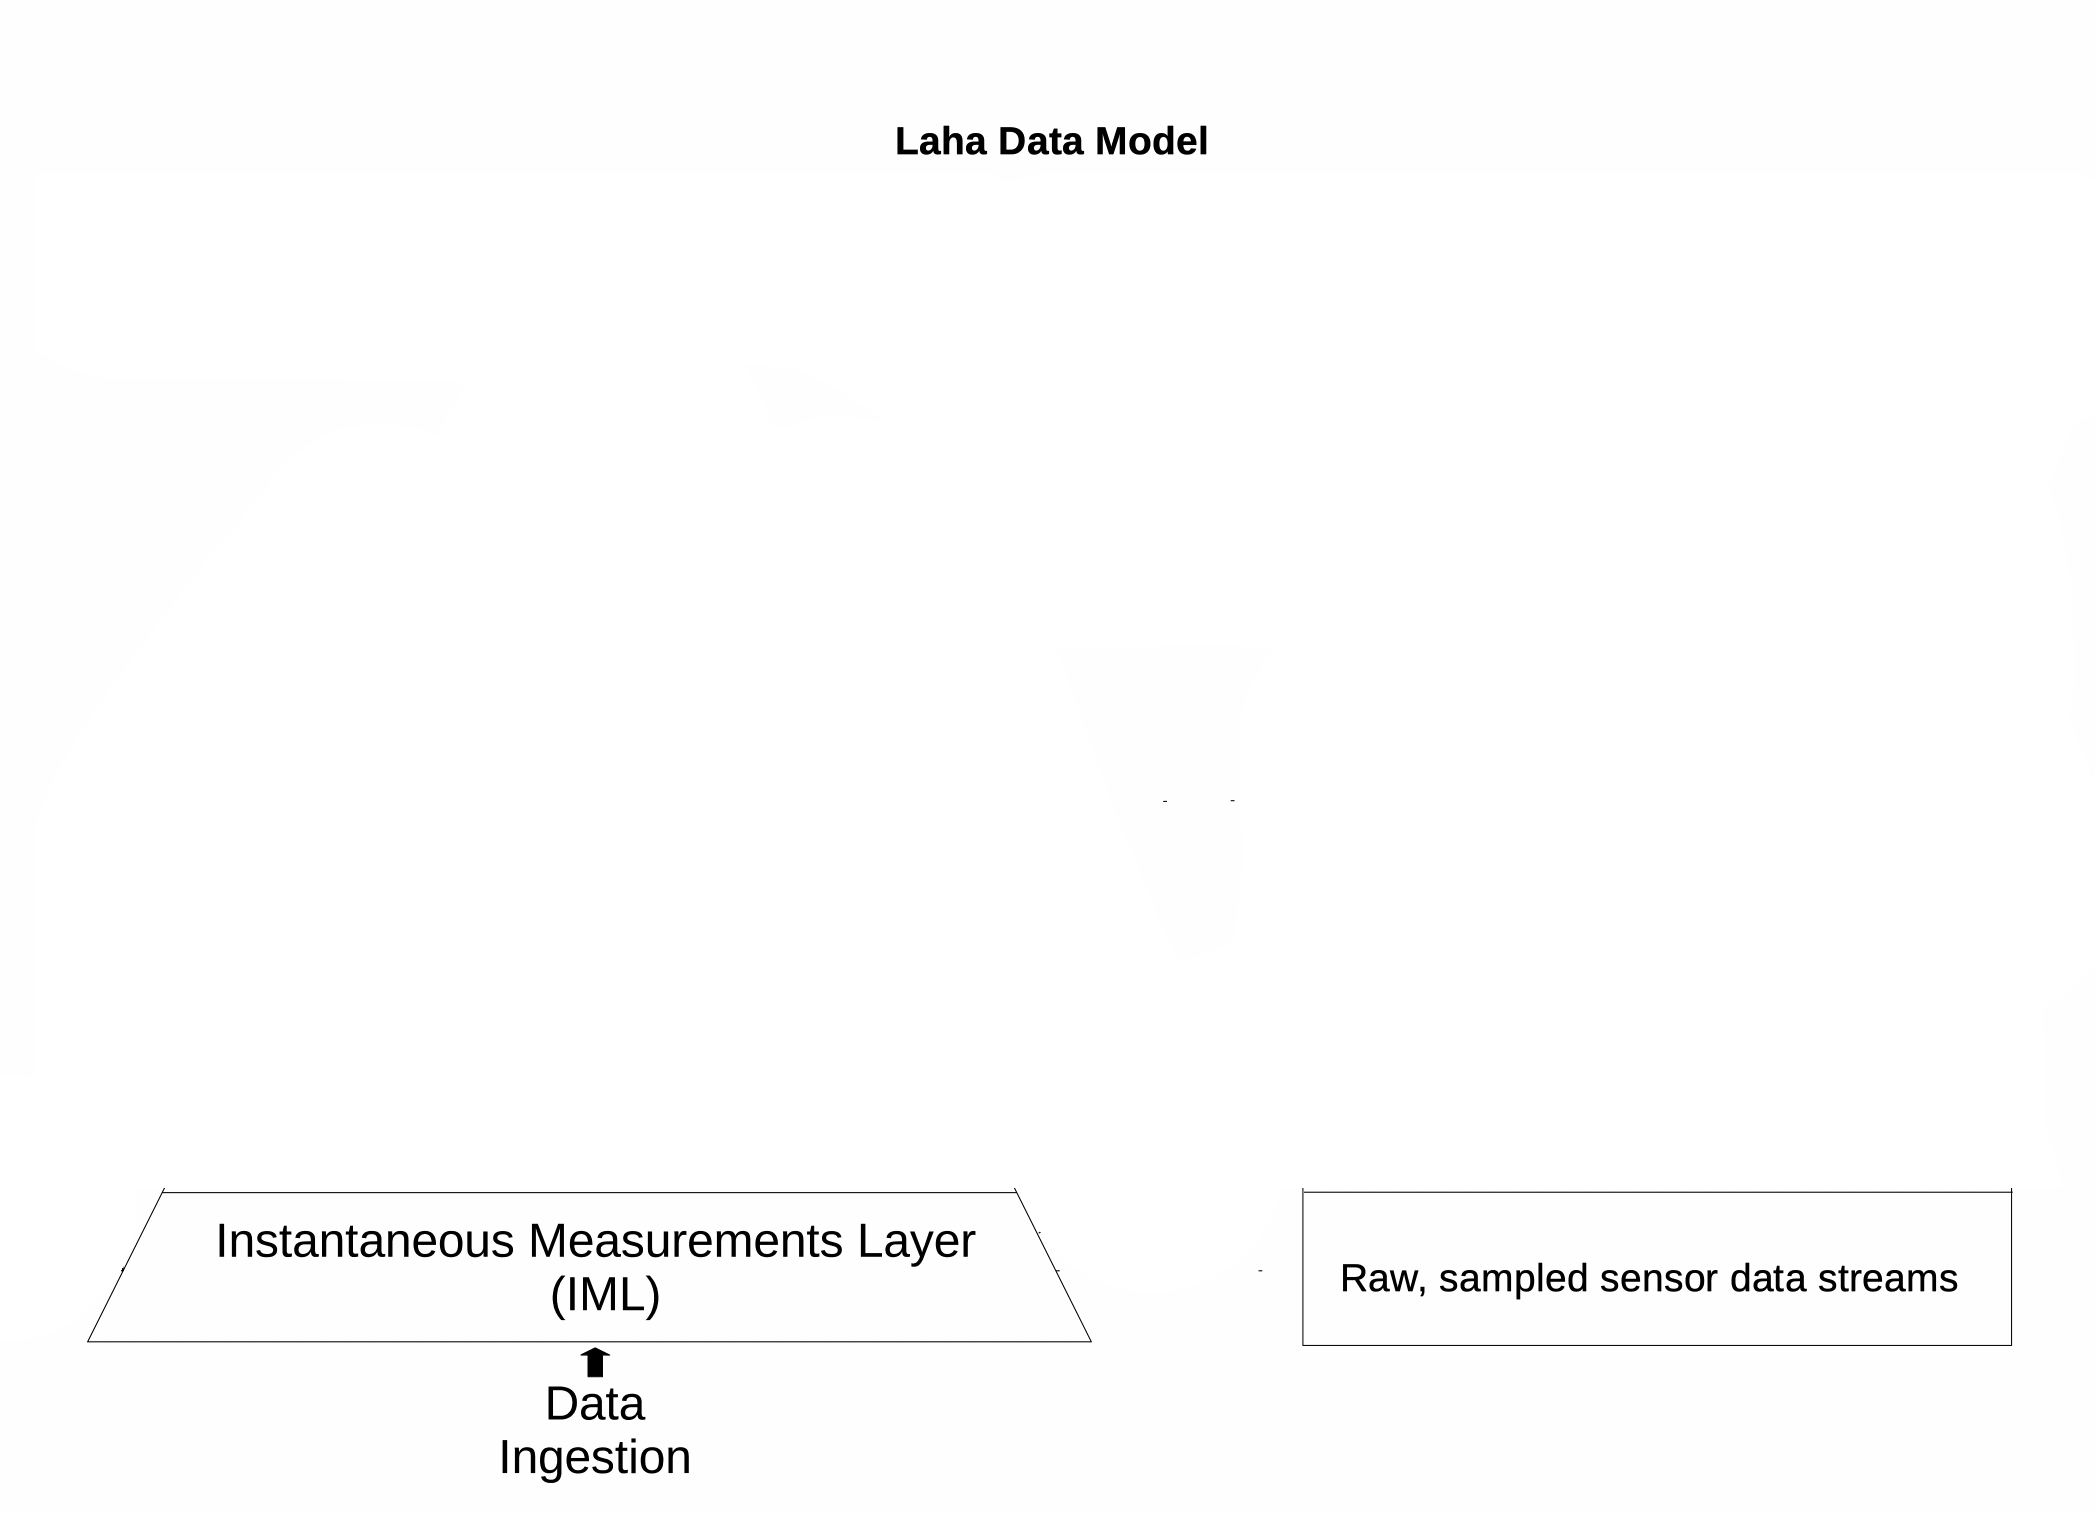 Laha Data Model
Instantaneous Measurements Layer
(IML)
Raw, sampled sensor data streams
Data
Ingestion